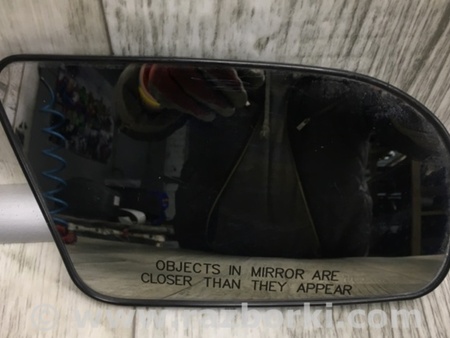 OBJECTS IN MIRROR ARE
CLOSER THAN THEY APPEAR